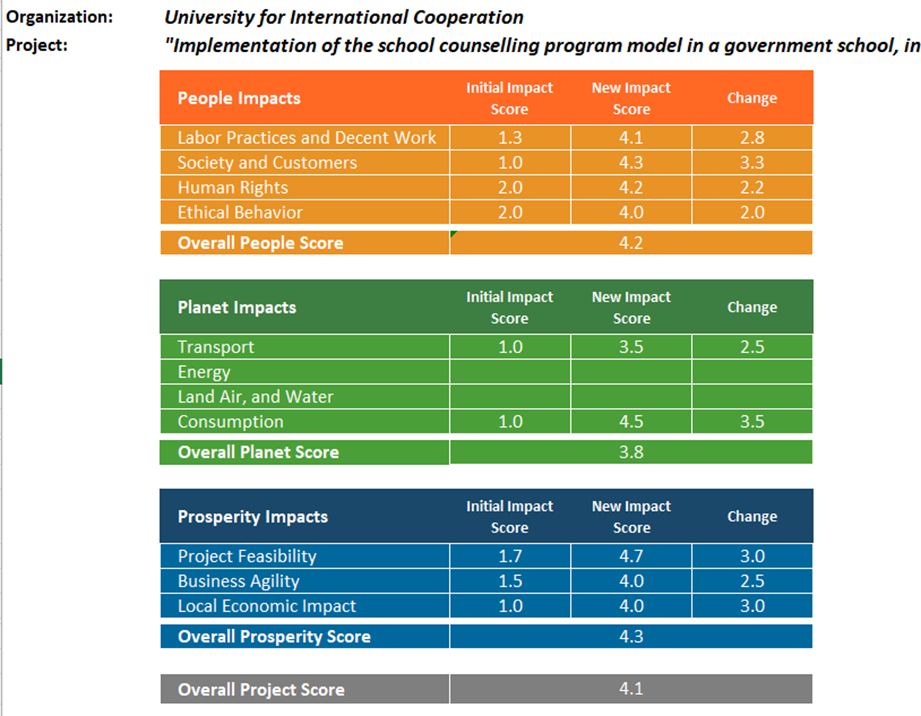 Organization: University for International Cooperation
Project: "Implementation of the school counselling program model in a government school, in
People Impacts Initial Impact Score New Impact Score Change
Labor Practices and Decent Work 1.3 4.1 2.8
Society and Customers 1.0 4.3 3.3
Human Rights 2.0 4.2 2.2
Ethical Behavior 2.0 4.0 2.0
Overall People Score 4.2
Planet Impacts Initial Impact Score New Impact Score Change
Transport 1.0 3.5 2.5
Energy
Land Air, and Water
Consumption 1.0 4.5 3.5
Overall Planet Score 3.8
Prosperity Impacts Initial Impact Score New Impact Score Change
Project Feasibility 1.7 4.7 3.0
Business Agility 1.5 4.0 2.5
Local Economic Impact 1.0 4.0 3.0
Overall Prosperity Score 4.3
Overall Project Score 4.1